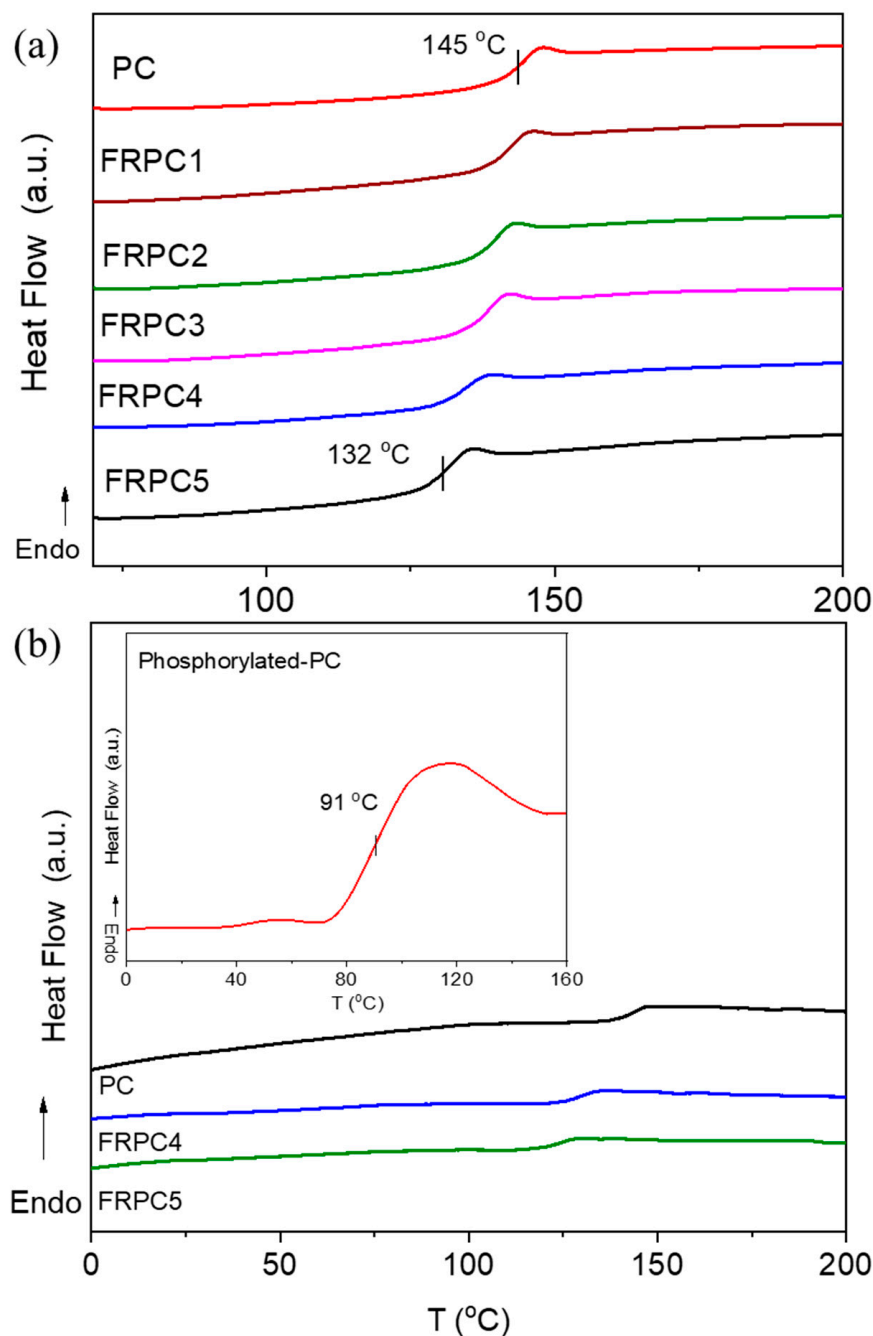 (a)
145 °C
PC
FRPC1
FRPC2
FRPC3
FRPC4
132 °C
FRPC5
Heat Flow (a.u.)
Endo
100
150
200
(b)
Phosphorylated-PC
91 °C
Heat Flow (a.u.)
Endo
0
40
80
120
160
T (°C)
Heat Flow (a.u.)
PC
FRPC4
FRPC5
Endo
0
50
100
150
200
T (°C)